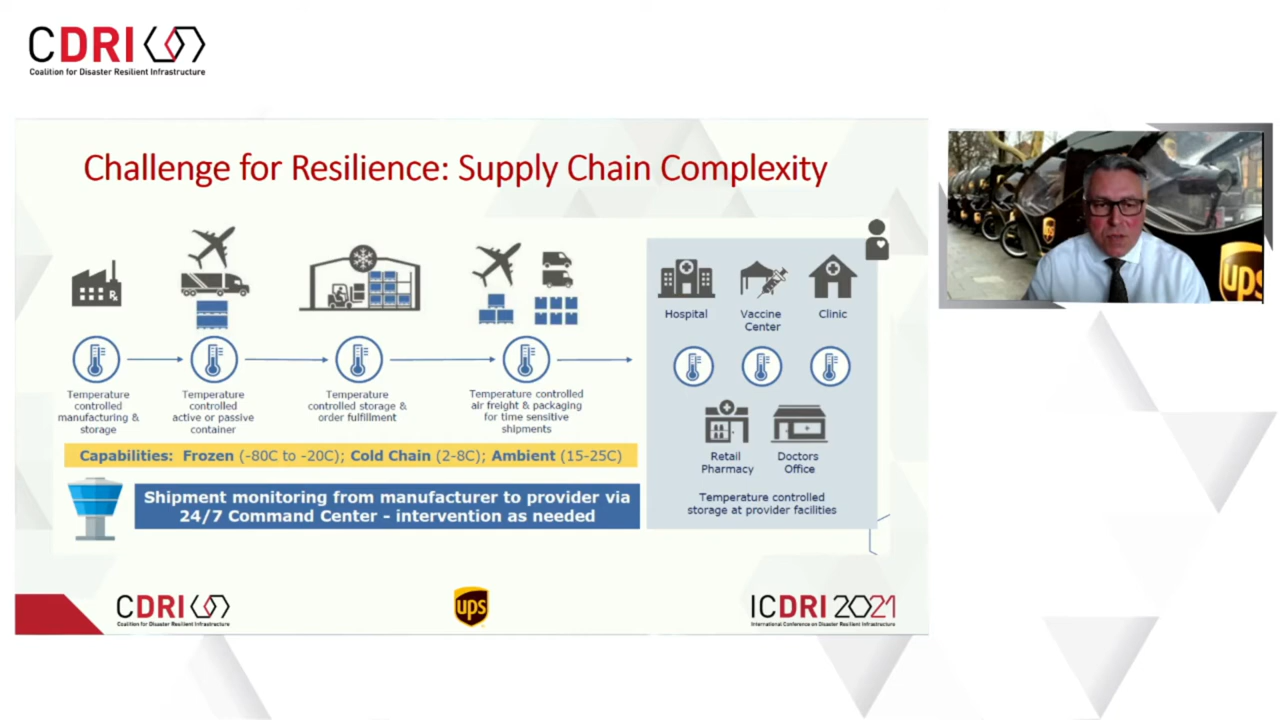 CDRI
Coalition for Disaster Resilient Infrastructure
Challenge for Resilience: Supply Chain Complexity
Rx
Temperature
controlled
manufacturing &
storage
Temperature
controlled
active or passive
container
Temperature
controlled storage &
order fulfillment
Temperature controlled
air freight & packaging
for time sensitive
shipments
Hospital
Vaccine
Center
Clinic
Retail
Pharmacy
Doctors
Office
Temperature controlled
storage at provider facilities
Capabilities: Frozen (-80C to -20C); Cold Chain (2-8C); Ambient (15-25C)
Shipment monitoring from manufacturer to provider via
24/7 Command Center - intervention as needed
CDRI
Coalition for Disaster Resilient Infrastructure
ups
ICDRI 2021
International Conference on Disaster Resilient Infrastructure
ups